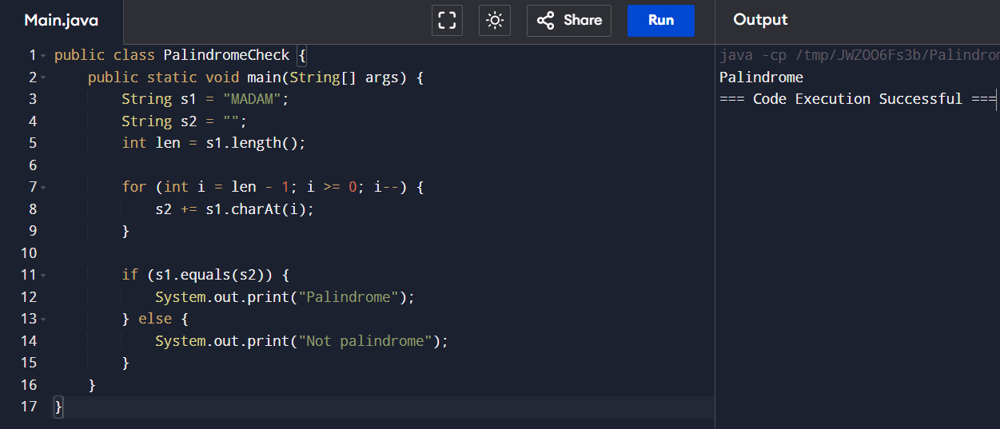 Main.java Share Run Output
1 public class PalindromeCheck {
2 public static void main(String[] args) {
3 String s1 = "MADAM";
4 String s2 = "";
5 int len = s1.length();
6
7 for (int i = len - 1; i >= 0; i--) {
8 s2 += s1.charAt(i);
9 }
10
11 if (s1.equals(s2)) {
12 System.out.print("Palindrome");
13 } else {
14 System.out.print("Not palindrome");
15 }
16 }
17 }
java -cp /tmp/JWZOO6Fs3b/Palindrom
Palindrome
=== Code Execution Successful ===